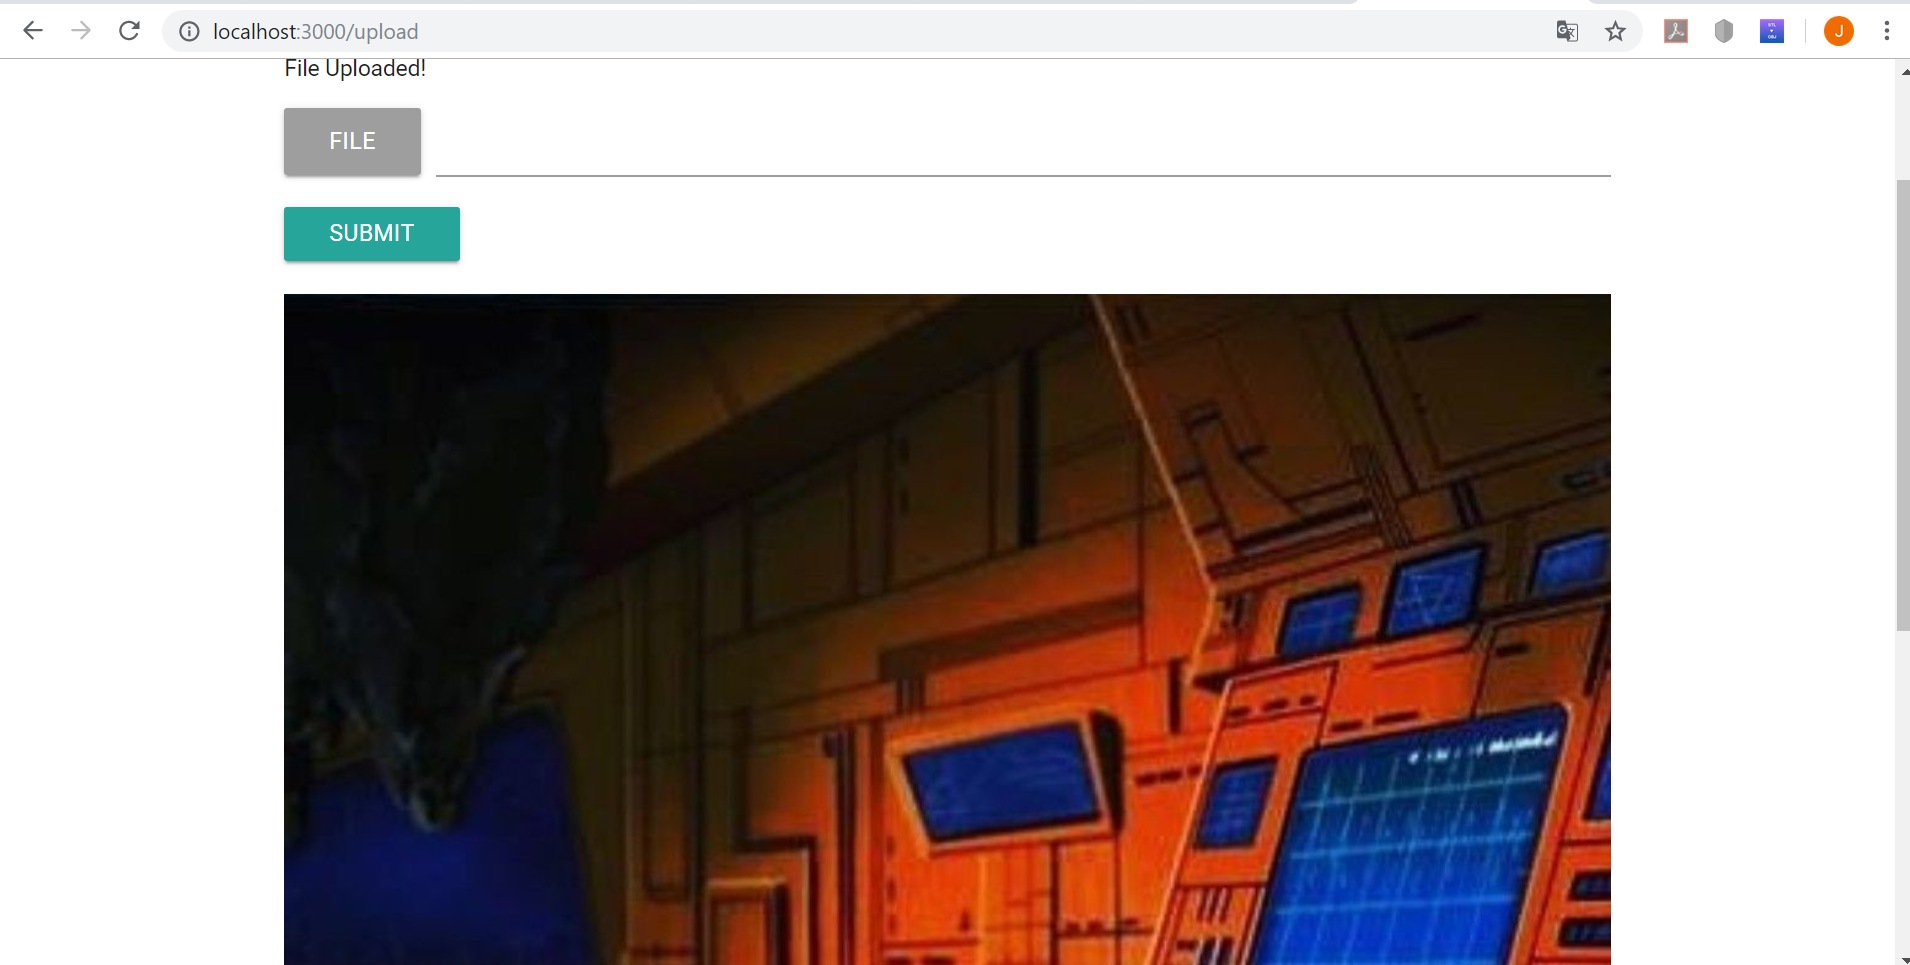 localhost:3000/upload
J
File Uploaded!
FILE
SUBMIT